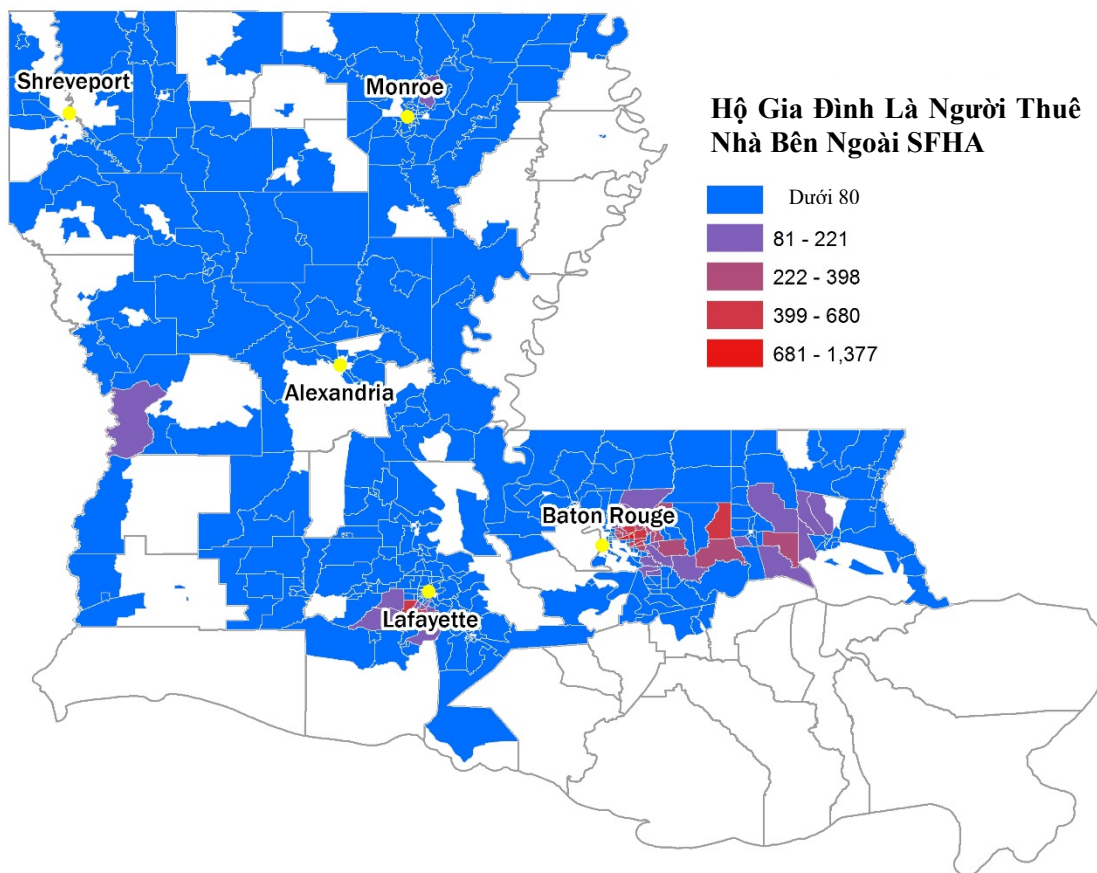 Shreveport
Monroe
Hộ Gia Đình Là Người Thuê
Nhà Bên Ngoài SFHA
Dưới 80
81 - 221
222 - 398
399 - 680
681 - 1,377
Alexandria
Baton Rouge
Lafayette